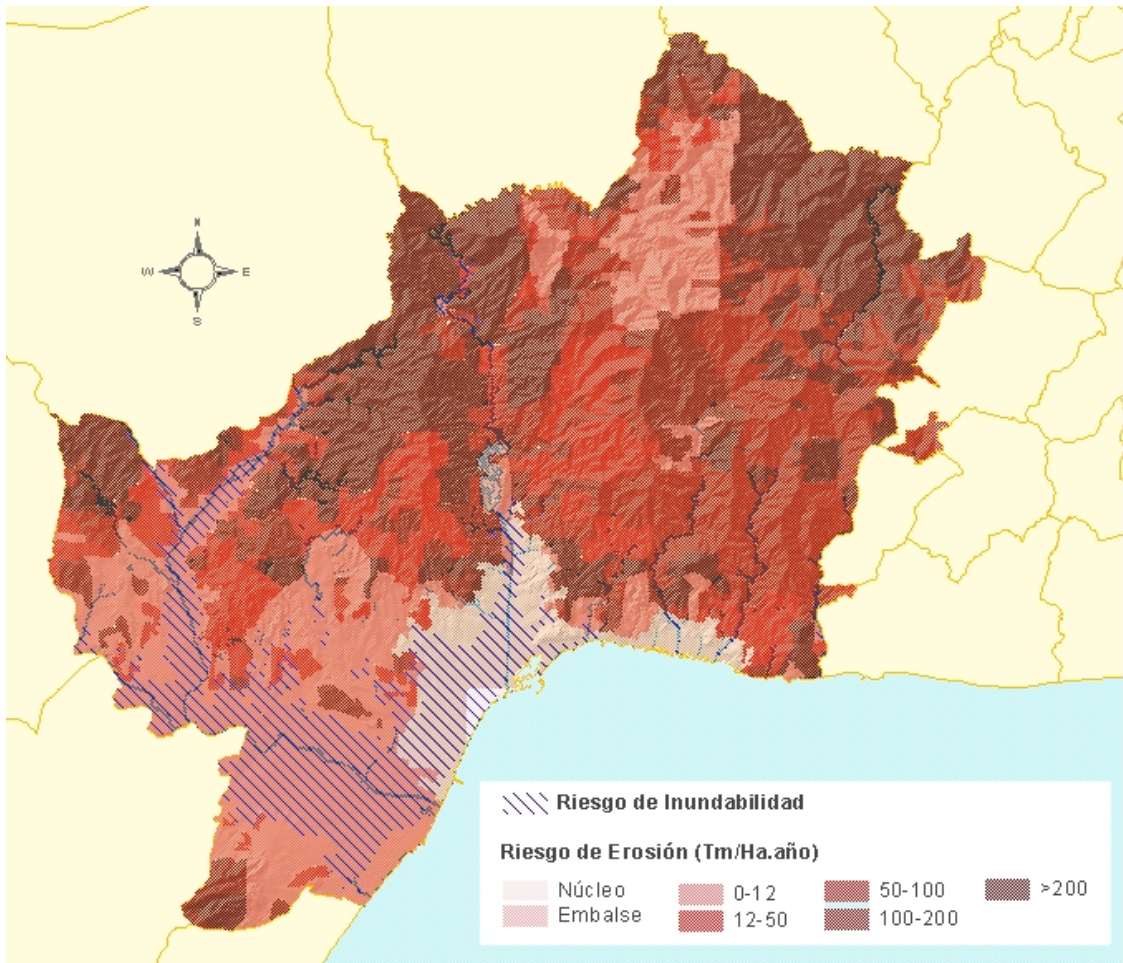 N
W E
S
Riesgo de Inundabilidad
Riesgo de Erosión (Tm/Ha.año)
Núcleo 0-12 50-100 >200
Embalse 12-50 100-200